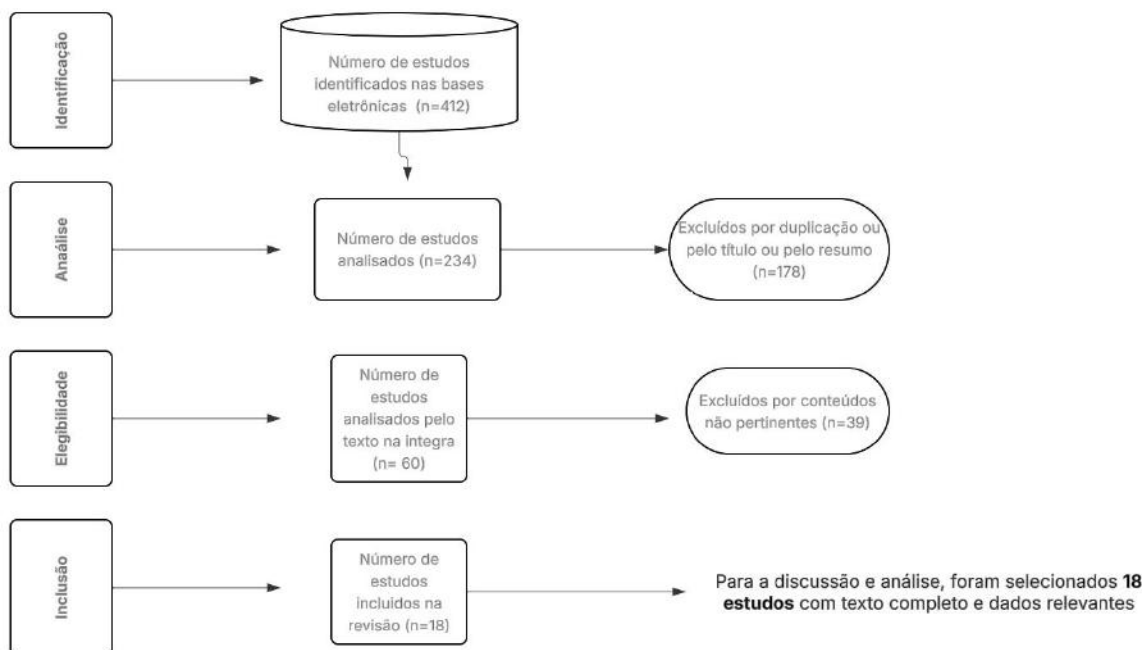 Identificação
Número de estudos
identificados nas bases
eletrônicas (n=412)
Anaálise
Número de estudos
analisados (n=234)
Excluídos por duplicação ou
pelo título ou pelo resumo
(n=178)
Elegibilidade
Número de
estudos
analisados pelo
texto na integra
(n= 60)
Excluídos por conteúdos
não pertinentes (n=39)
Inclusão
Número de
estudos
incluidos na
revisão (n=18)
Para a discussão e análise, foram selecionados 18
estudos com texto completo e dados relevantes